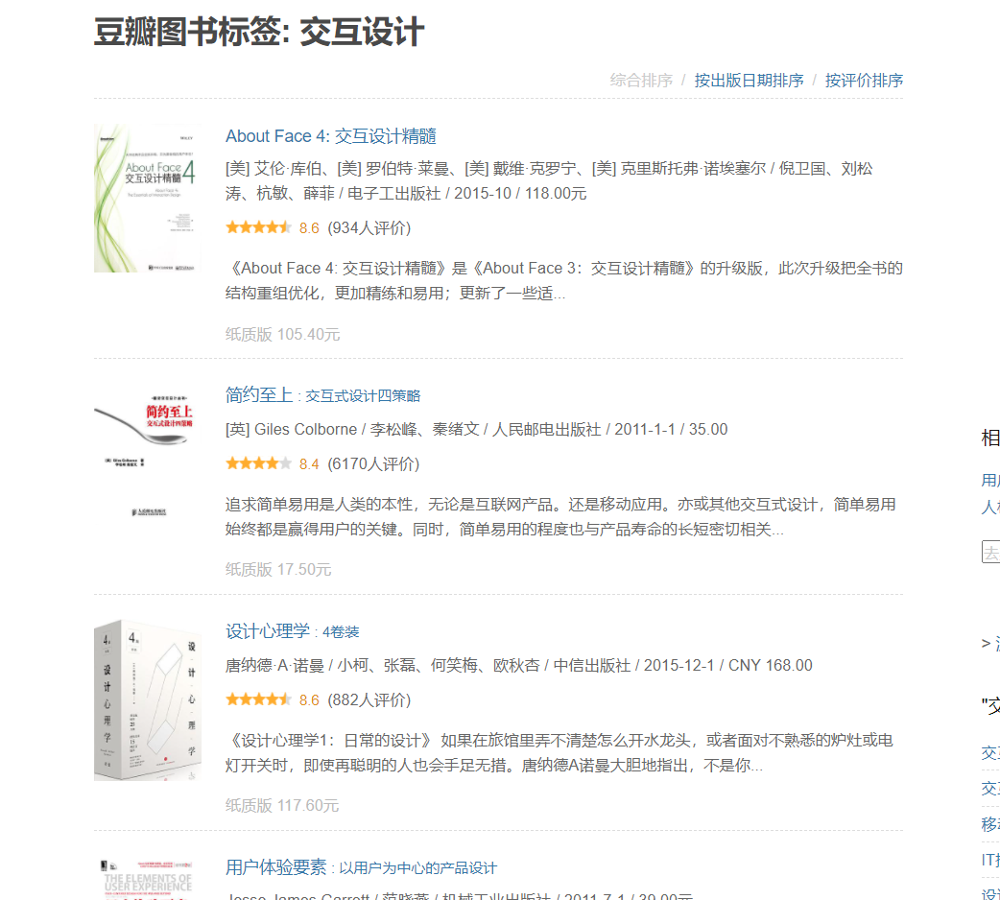 豆瓣图书标签: 交互设计
综合排序 / 按出版日期排序 / 按评价排序
About Face 4: 交互设计精髓
[美] 艾伦·库伯、[美] 罗伯特·莱曼、[美] 戴维·克罗宁、[美] 克里斯托弗·诺埃塞尔 / 倪卫国、刘松
涛、杭敏、薛菲 / 电子工出版社 / 2015-10 / 118.00元
8.6 (934人评价)
《About Face 4: 交互设计精髓》是《About Face 3：交互设计精髓》的升级版，此次升级把全书的
结构重组优化，更加精练和易用；更新了一些适...
纸质版 105.40元
About Face 4
交互设计精髓
简约至上 : 交互式设计四策略
[英] Giles Colborne / 李松峰、秦绪文 / 人民邮电出版社 / 2011-1-1 / 35.00
8.4 (6170人评价)
追求简单易用是人类的本性，无论是互联网产品。还是移动应用。亦或其他交互式设计，简单易用
始终都是赢得用户的关键。同时，简单易用的程度也与产品寿命的长短密切相关...
纸质版 17.50元
简约至上
交互式设计四策略
设计心理学 : 4卷装
唐纳德·A·诺曼 / 小柯、张磊、何笑梅、欧秋杏 / 中信出版社 / 2015-12-1 / CNY 168.00
8.6 (882人评价)
《设计心理学1：日常的设计》 如果在旅馆里弄不清楚怎么开水龙头，或者面对不熟悉的炉灶或电
灯开关时，即使再聪明的人也会手足无措。唐纳德A诺曼大胆地指出，不是你...
纸质版 117.60元
设计心理学
设计心理学
用户体验要素 : 以用户为中心的产品设计
Jesse James Garrett / 范晓燕 / 机械工业出版社 / 2011-7-1 / 39.00元
THE ELEMENTS OF
USER EXPERIENCE
相
用
人
去
>
"交
交
交
移
IT
设